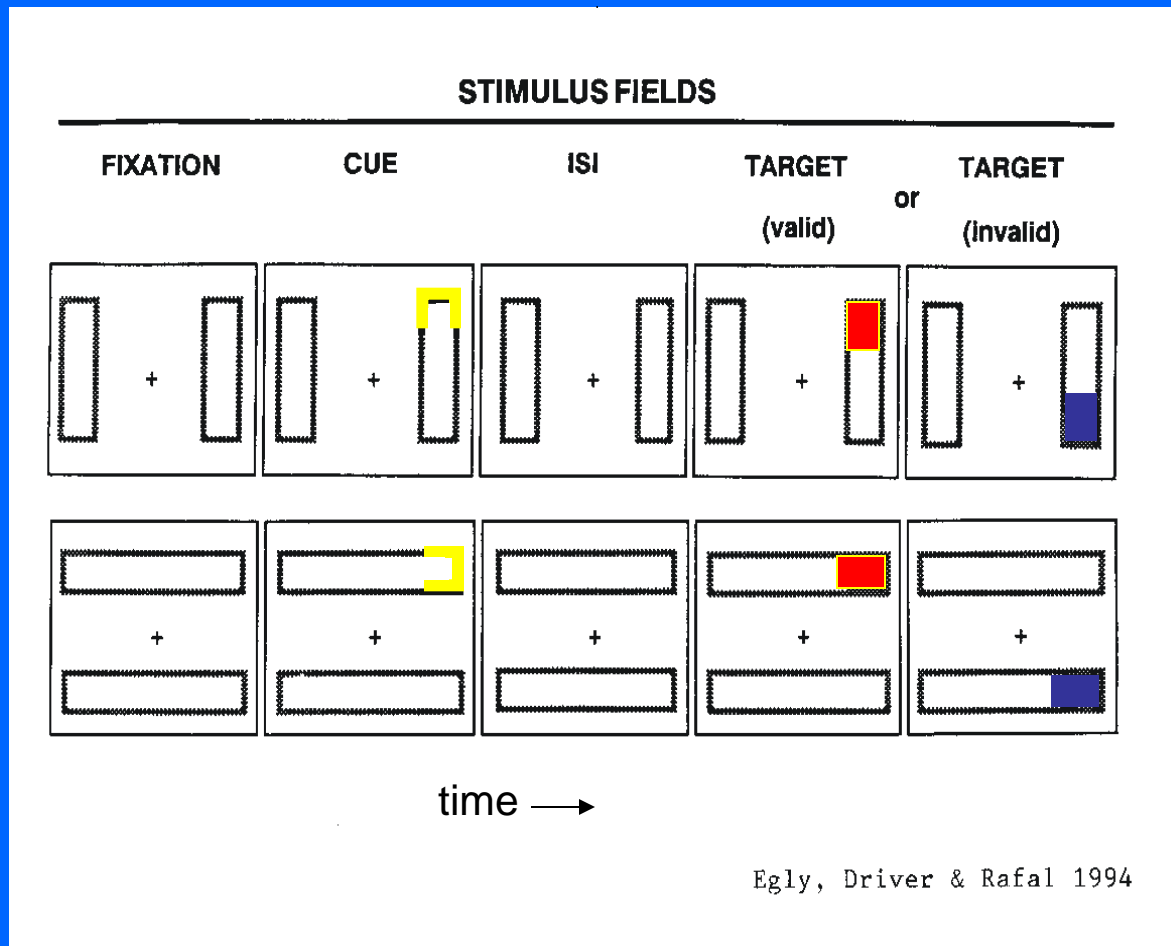 STIMULUS FIELDS
FIXATION CUE ISI TARGET TARGET
or
(valid) (invalid)
time
Egly, Driver & Rafal 1994